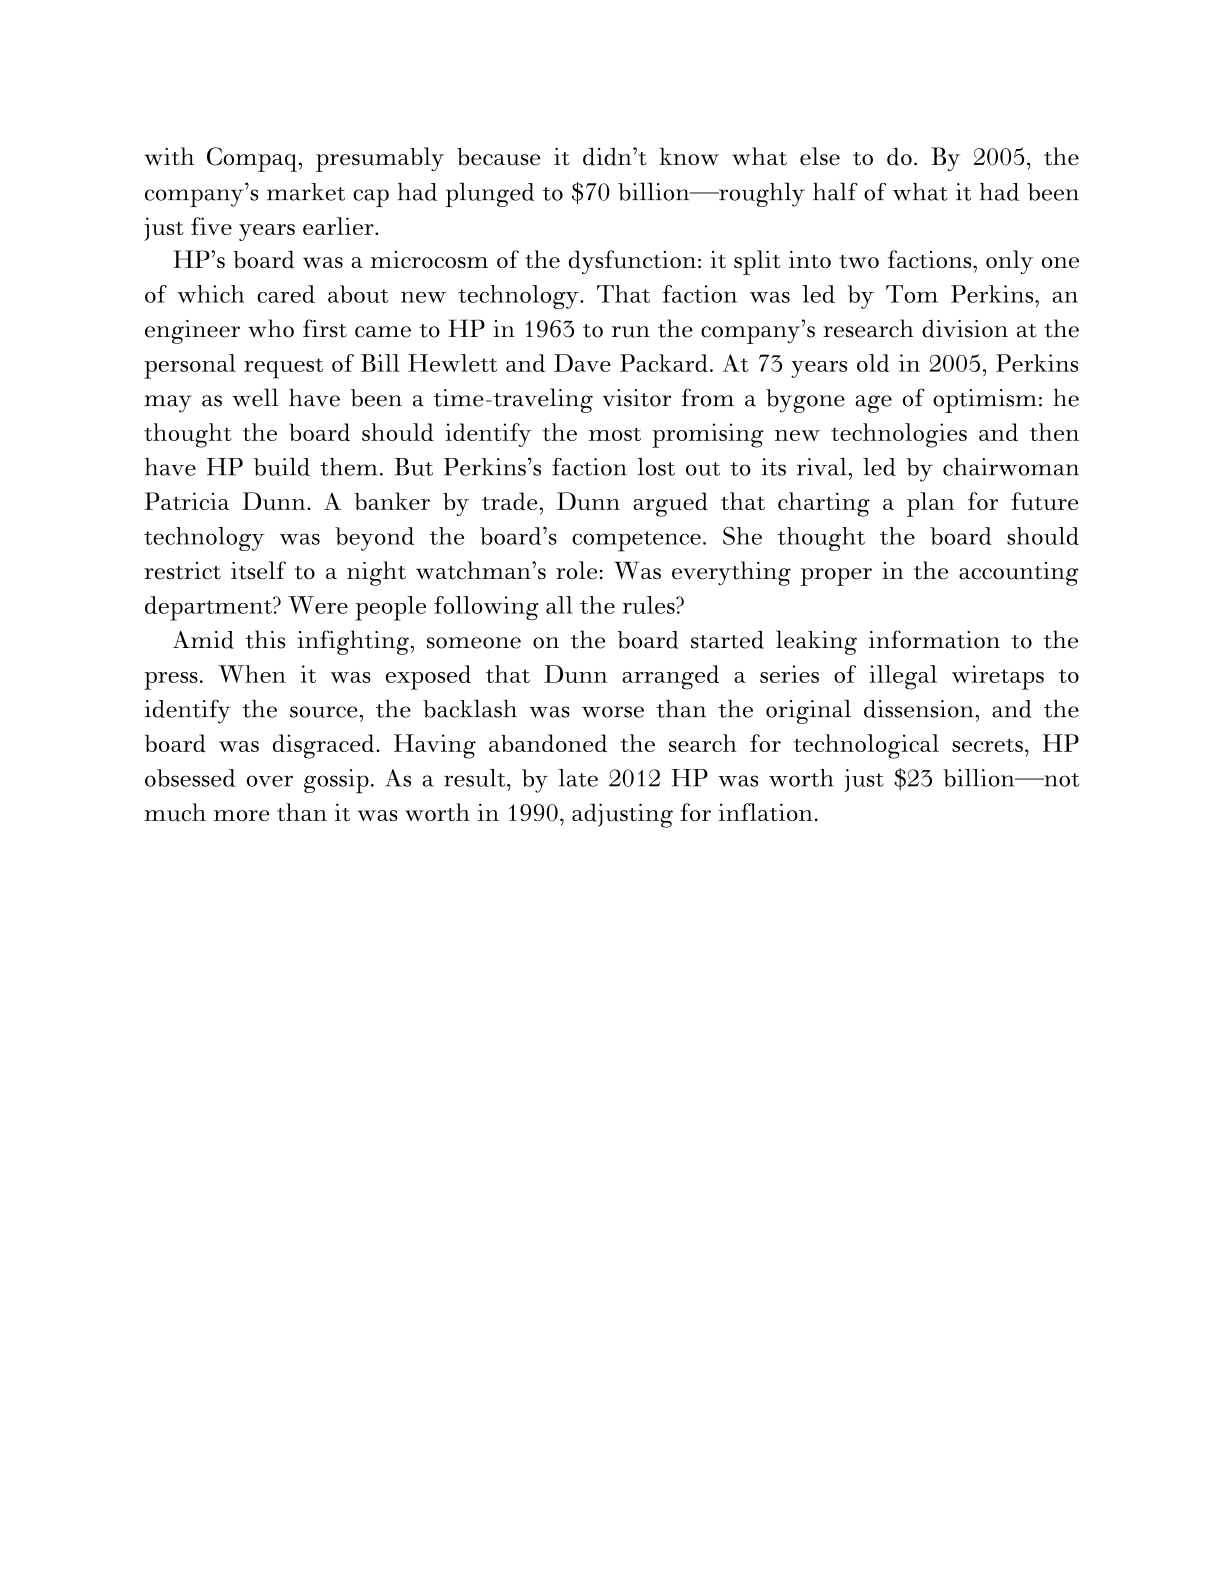 with Compaq, presumably because it didn’t know what else to do. By 2005, the
company’s market cap had plunged to $70 billion—roughly half of what it had been
just five years earlier.
HP’s board was a microcosm of the dysfunction: it split into two factions, only one
of which cared about new technology. That faction was led by Tom Perkins, an
engineer who first came to HP in 1963 to run the company’s research division at the
personal request of Bill Hewlett and Dave Packard. At 73 years old in 2005, Perkins
may as well have been a time-traveling visitor from a bygone age of optimism: he
thought the board should identify the most promising new technologies and then
have HP build them. But Perkins’s faction lost out to its rival, led by chairwoman
Patricia Dunn. A banker by trade, Dunn argued that charting a plan for future
technology was beyond the board’s competence. She thought the board should
restrict itself to a night watchman’s role: Was everything proper in the accounting
department? Were people following all the rules?
Amid this infighting, someone on the board started leaking information to the
press. When it was exposed that Dunn arranged a series of illegal wiretaps to
identify the source, the backlash was worse than the original dissension, and the
board was disgraced. Having abandoned the search for technological secrets, HP
obsessed over gossip. As a result, by late 2012 HP was worth just $23 billion—not
much more than it was worth in 1990, adjusting for inflation.